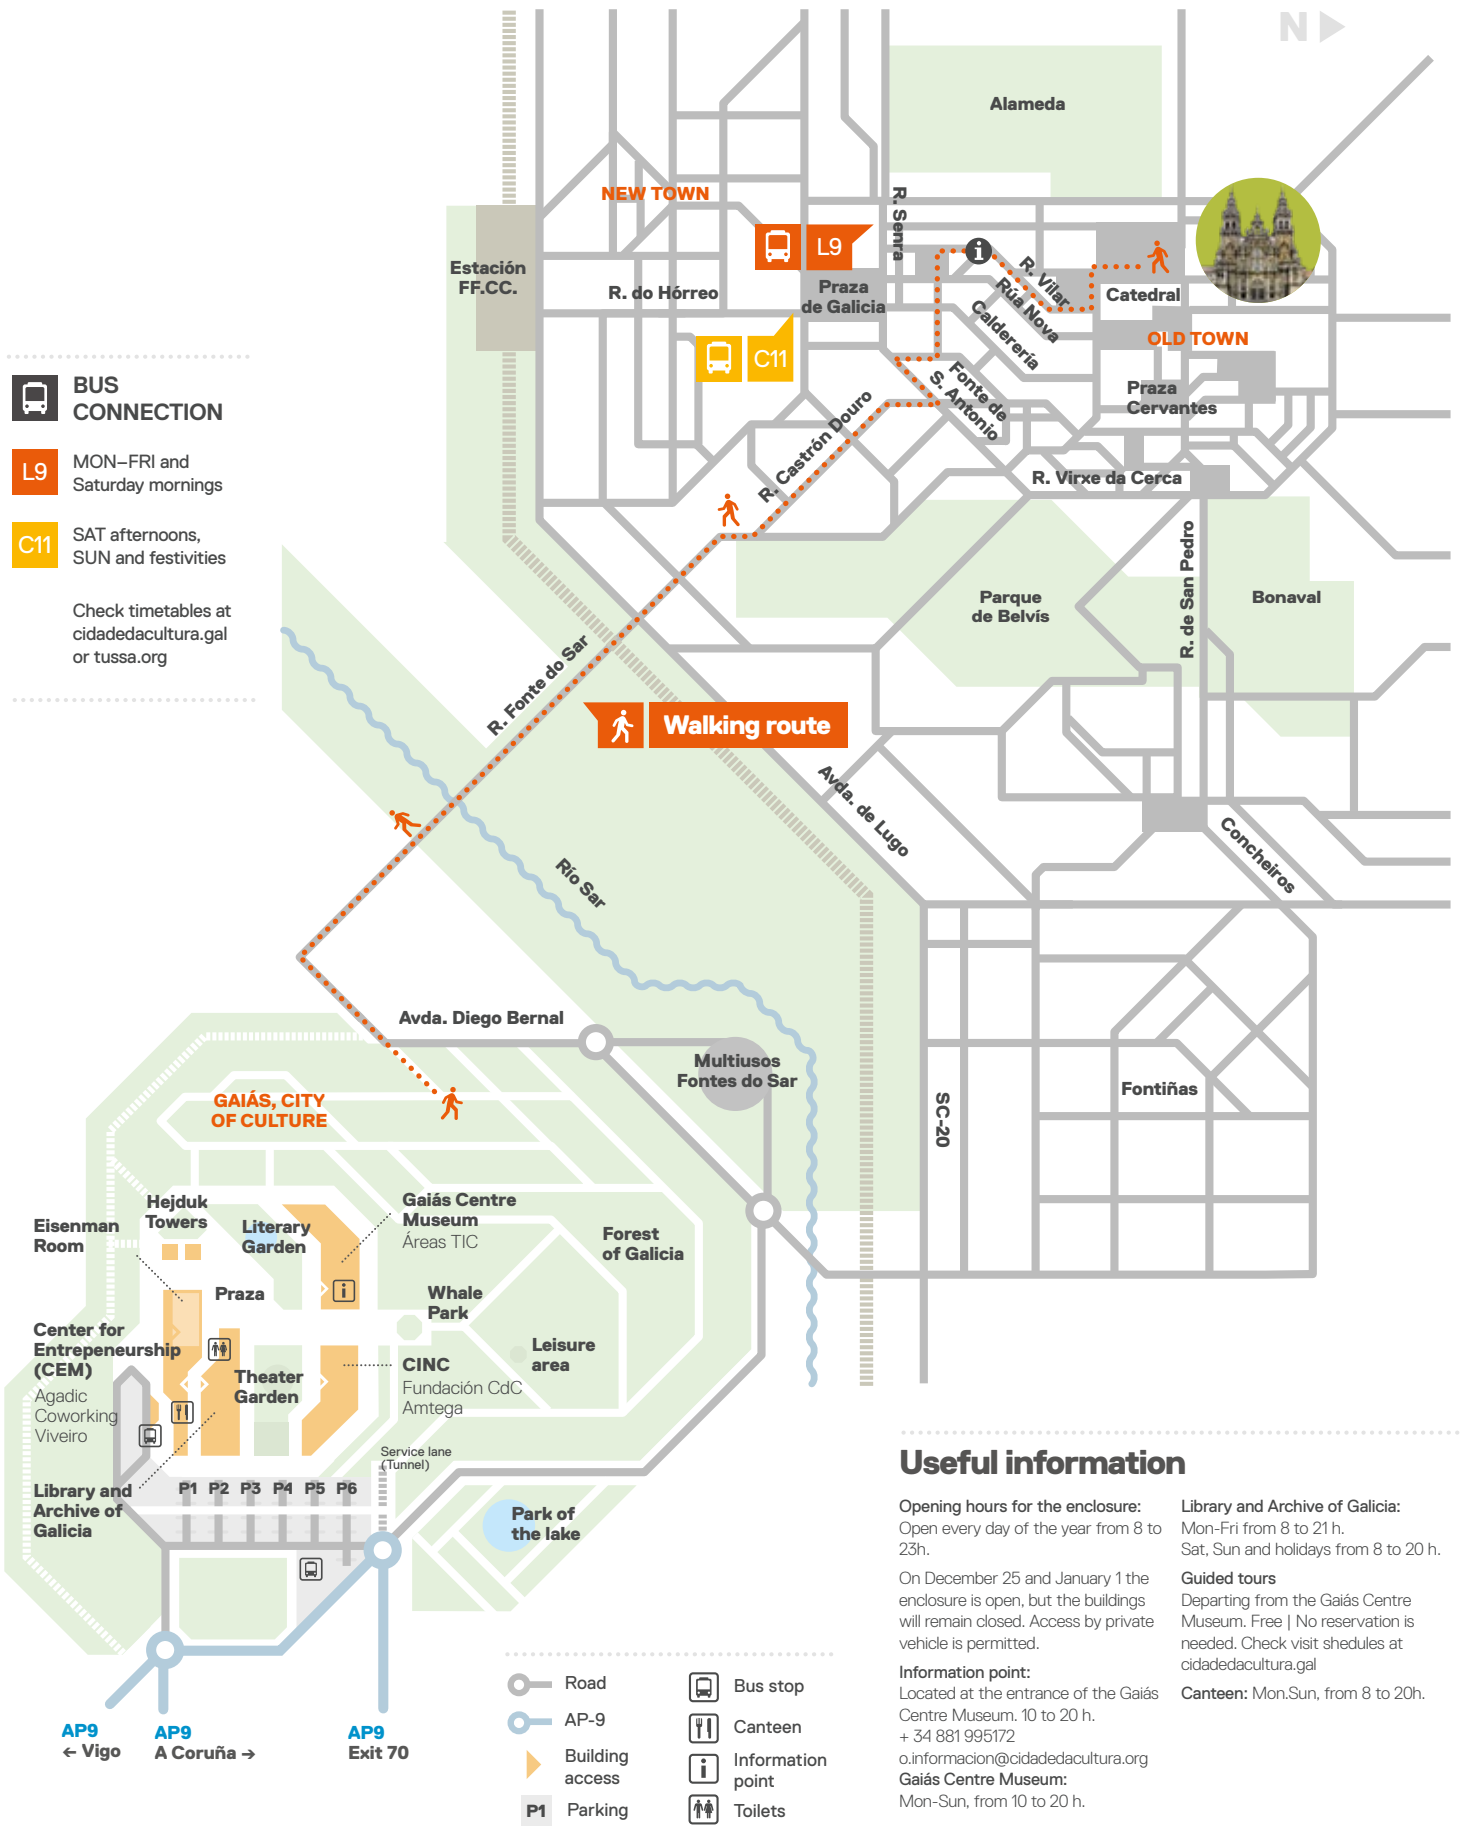 N
Alameda
NEW TOWN
R. Senra
L9
Estación
FF.CC.
R. do Hórreo
Praza
de Galicia
i
R. Vilar
Rúa Nova
Calderería
Catedral
OLD TOWN
C11
Fonte de
S. Antonio
Praza
Cervantes
BUS
CONNECTION
L9
MON–FRI and
Saturday mornings
C11
SAT afternoons,
SUN and festivities
Check timetables at
cidadedacultura.gal
or tussa.org
R. Castrón Douro
R. Virxe da Cerca
R. de San Pedro
Parque
de Belvís
Bonaval
R. Fonte do Sar
Walking route
Avda. de Lugo
Concheiros
Río Sar
Avda. Diego Bernal
Multiusos
Fontes do Sar
SC-20
Fontiñas
GAIÁS, CITY
OF CULTURE
Hejduk
Towers
Eisenman
Room
Literary
Garden
Gaiás Centre
Museum
Áreas TIC
Forest
of Galicia
Praza
i
Whale
Park
Center for
Entrepeneurship
(CEM)
Agadic
Coworking
Viveiro
Theater
Garden
CINC
Fundación CdC
Amtega
Leisure
area
Service lane
(Tunnel)
Library and
Archive of
Galicia
P1 P2 P3 P4 P5 P6
Park of
the lake
AP9
← Vigo
AP9
A Coruña →
AP9
Exit 70
Road
AP-9
Building
access
P1 Parking
Bus stop
Canteen
i
Information
point
Toilets
Useful information
Opening hours for the enclosure:
Open every day of the year from 8 to
23h.
On December 25 and January 1 the
enclosure is open, but the buildings
will remain closed. Access by private
vehicle is permitted.
Information point:
Located at the entrance of the Gaiás
Centre Museum. 10 to 20 h.
+ 34 881 995172
o.informacion@cidadedacultura.org
Gaiás Centre Museum:
Mon-Sun, from 10 to 20 h.
Library and Archive of Galicia:
Mon-Fri from 8 to 21 h.
Sat, Sun and holidays from 8 to 20 h.
Guided tours
Departing from the Gaiás Centre
Museum. Free | No reservation is
needed. Check visit shedules at
cidadedacultura.gal
Canteen: Mon.Sun, from 8 to 20h.